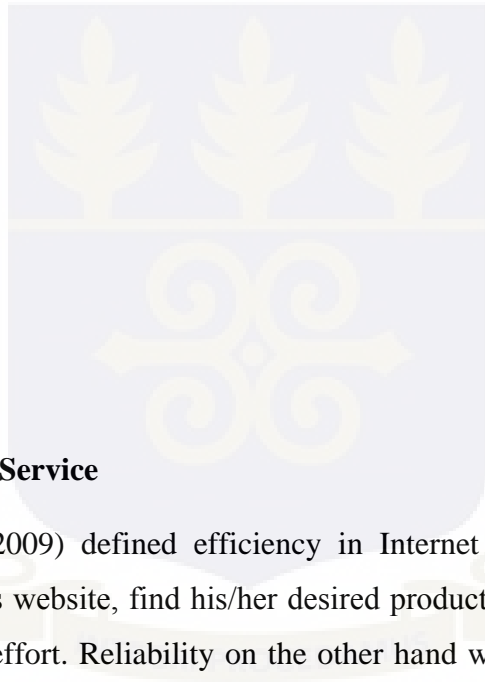 Service
2009) defined efficiency in Internet
website, find his/her desired product
effort. Reliability on the other hand